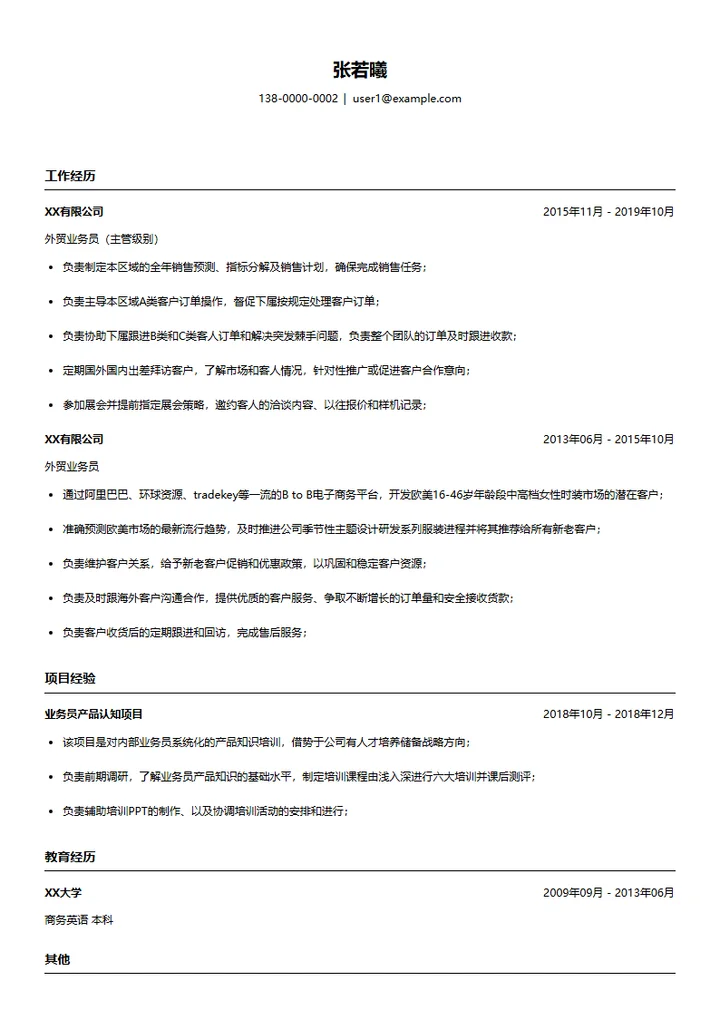 张若曦
138-0000-0002 | user1@example.com
工作经历
XX有限公司 2015年11月 - 2019年10月
外贸业务员（主管级别）
• 负责制定本区域的全年销售预测、指标分解及销售计划，确保完成销售任务；
• 负责主导本区域A类客户订单操作，督促下属按规定处理客户订单；
• 负责协助下属跟进B类和C类客人订单和解决突发棘手问题，负责整个团队的订单及时跟进收款；
• 定期国外国内出差拜访客户，了解市场和客人情况，针对性推广或促进客户合作意向；
• 参加展会并提前指定展会策略，邀约客人的洽谈内容、以往报价和样机记录；
XX有限公司 2013年06月 - 2015年10月
外贸业务员
• 通过阿里巴巴、环球资源、tradekey等一流的B to B电子商务平台，开发欧美16-46岁年龄段中高档女性时装市场的潜在客户；
• 准确预测欧美市场的最新流行趋势，及时推进公司季节性主题设计研发系列服装进程并将其推荐给所有新老客户；
• 负责维护客户关系，给予新老客户促销和优惠政策，以巩固和稳定客户资源；
• 负责及时跟海外客户沟通合作，提供优质的客户服务、争取不断增长的订单量和安全接收货款；
• 负责客户收货后的定期跟进和回访，完成售后服务；
项目经验
业务员产品认知项目 2018年10月 - 2018年12月
• 该项目是对内部业务员系统化的产品知识培训，借势于公司有人才培养储备战略方向；
• 负责前期调研，了解业务员产品知识的基础水平，制定培训课程由浅入深进行六大培训并课后测评；
• 负责辅助培训PPT的制作、以及协调培训活动的安排和进行；
教育经历
XX大学 2009年09月 - 2013年06月
商务英语 本科
其他